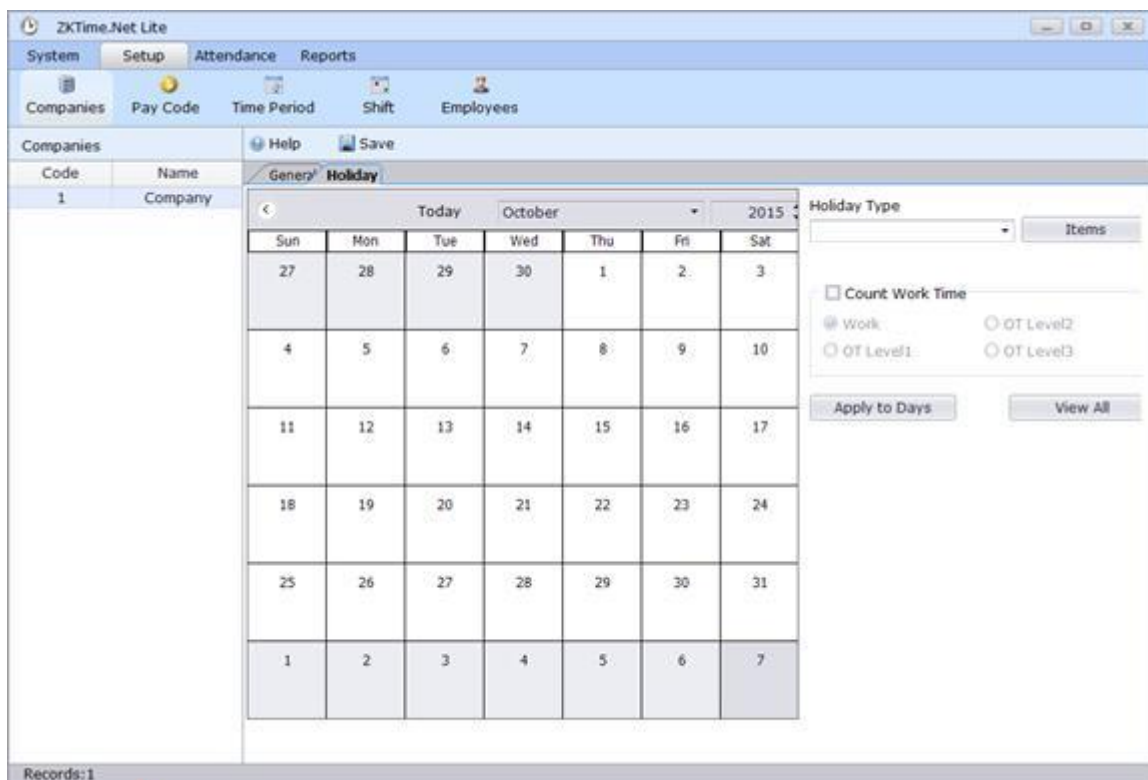 ZKTime.Net Lite
System Setup Attendance Reports
Companies Pay Code Time Period Shift Employees
Companies Help Save
Code Name General Holiday
1 Company
Today October 2015
Holiday Type
Items
Sun Mon Tue Wed Thu Fri Sat
27 28 29 30 1 2 3
Count Work Time
Work OT Level2
OT Level1 OT Level3
4 5 6 7 8 9 10
Apply to Days View All
11 12 13 14 15 16 17
18 19 20 21 22 23 24
25 26 27 28 29 30 31
1 2 3 4 5 6 7
Records:1